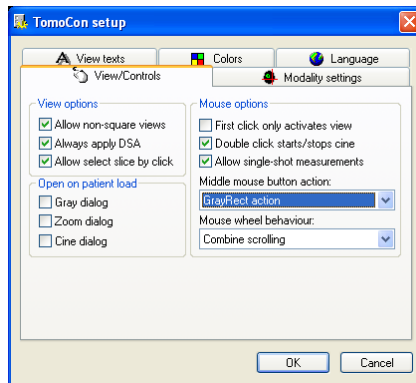 TomoCon setup
View texts
Colors
Language
View/Controls
Modality settings
View options
Allow non-square views
Always apply DSA
Allow select slice by click
Open on patient load
Gray dialog
Zoom dialog
Cine dialog
Mouse options
First click only activates view
Double click starts/stops cine
Allow single-shot measurements
Middle mouse button action:
GrayRect action
Mouse wheel behaviour:
Combine scrolling
OK
Cancel